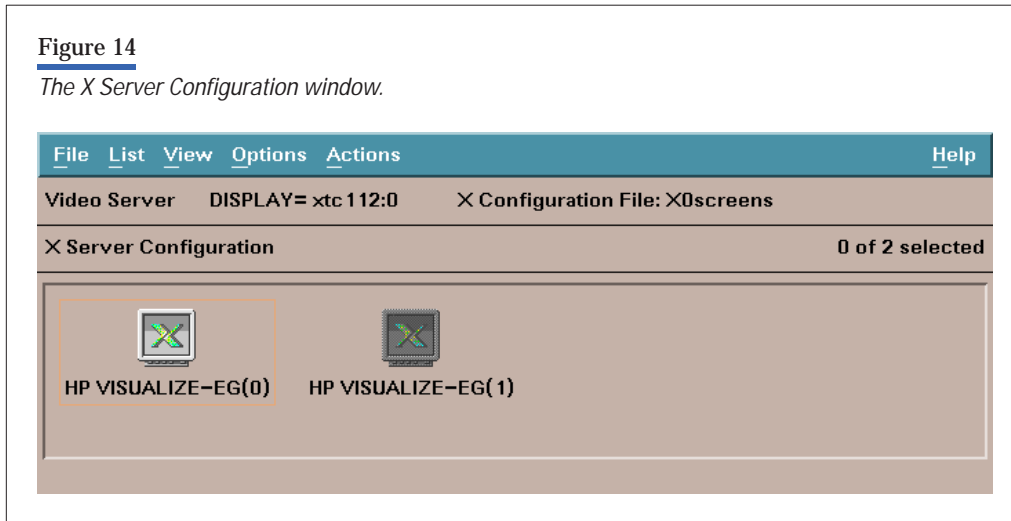 Figure 14
The X Server Configuration window.
File List View Options Actions Help
Video Server DISPLAY= xtc112:0 X Configuration File: X0screens
X Server Configuration 0 of 2 selected
HP VISUALIZE-EG(0) HP VISUALIZE-EG(1)